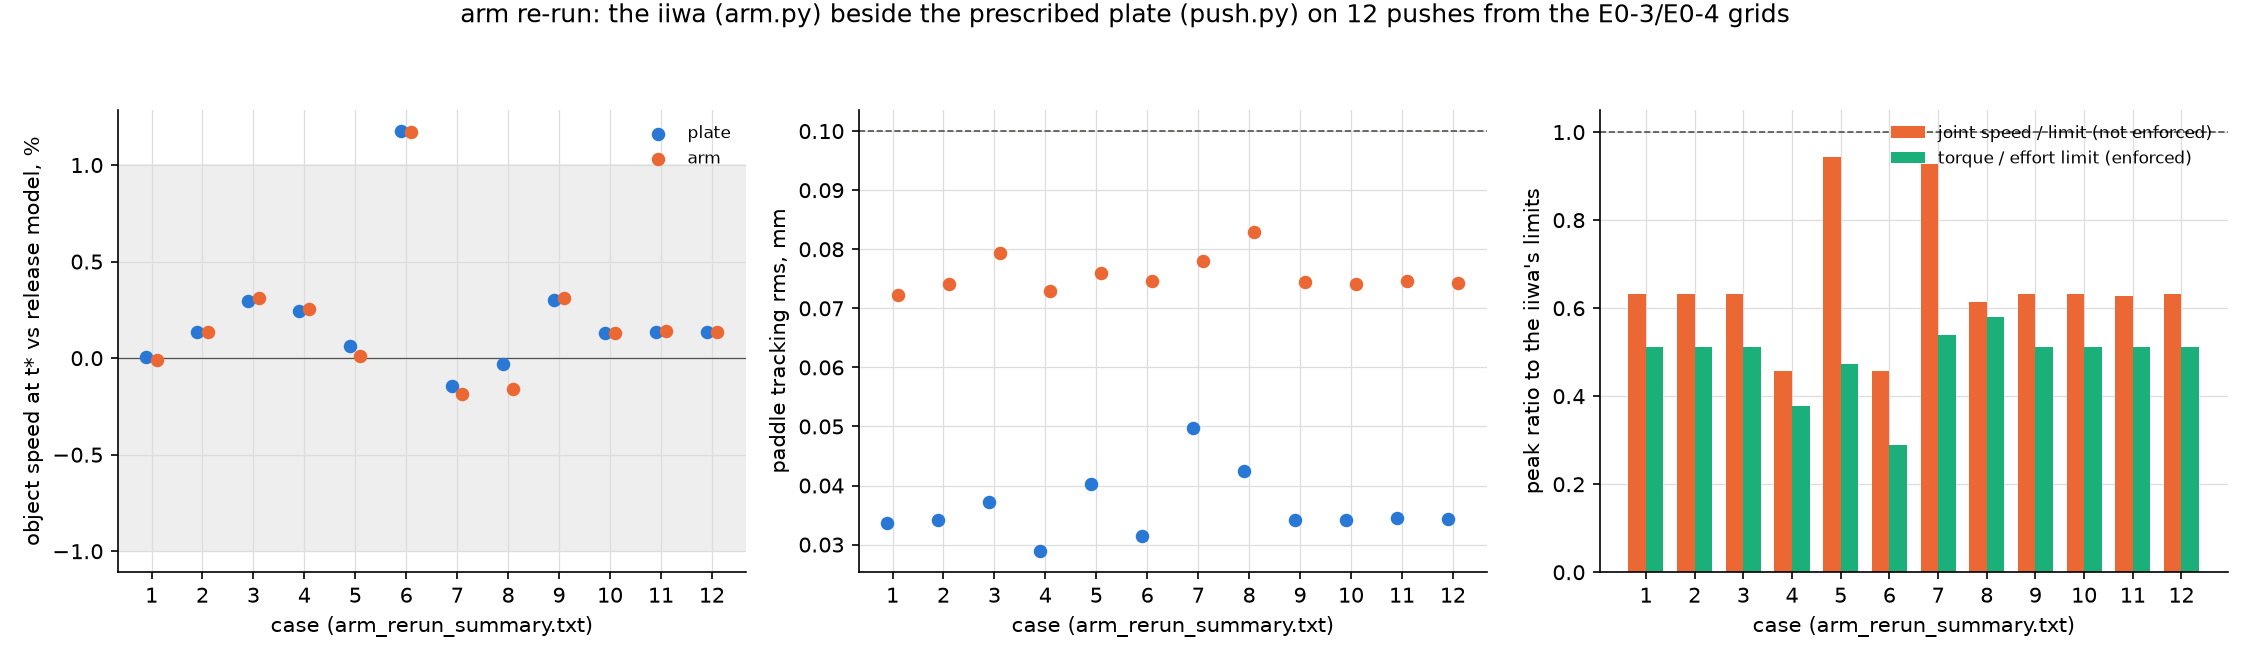 arm re-run: the iiwa (arm.py) beside the prescribed plate (push.py) on 12 pushes from the E0-3/E0-4 grids
object speed at t* vs release model, %
1.0
0.5
0.0
−0.5
−1.0
plate
arm
1 2 3 4 5 6 7 8 9 10 11 12
case (arm_rerun_summary.txt)
paddle tracking rms, mm
0.10
0.09
0.08
0.07
0.06
0.05
0.04
0.03
1 2 3 4 5 6 7 8 9 10 11 12
case (arm_rerun_summary.txt)
peak ratio to the iiwa's limits
1.0
0.8
0.6
0.4
0.2
0.0
joint speed / limit (not enforced)
torque / effort limit (enforced)
1 2 3 4 5 6 7 8 9 10 11 12
case (arm_rerun_summary.txt)